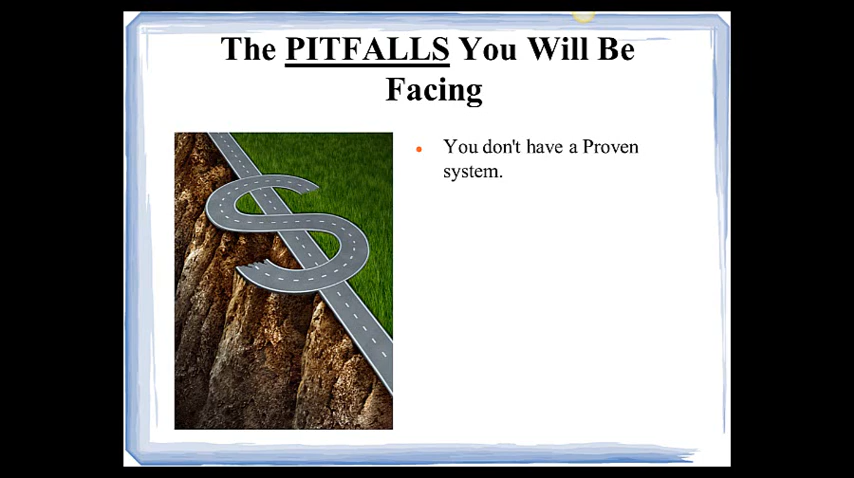 The PITFALLS You Will Be
Facing
You don't have a Proven
system.